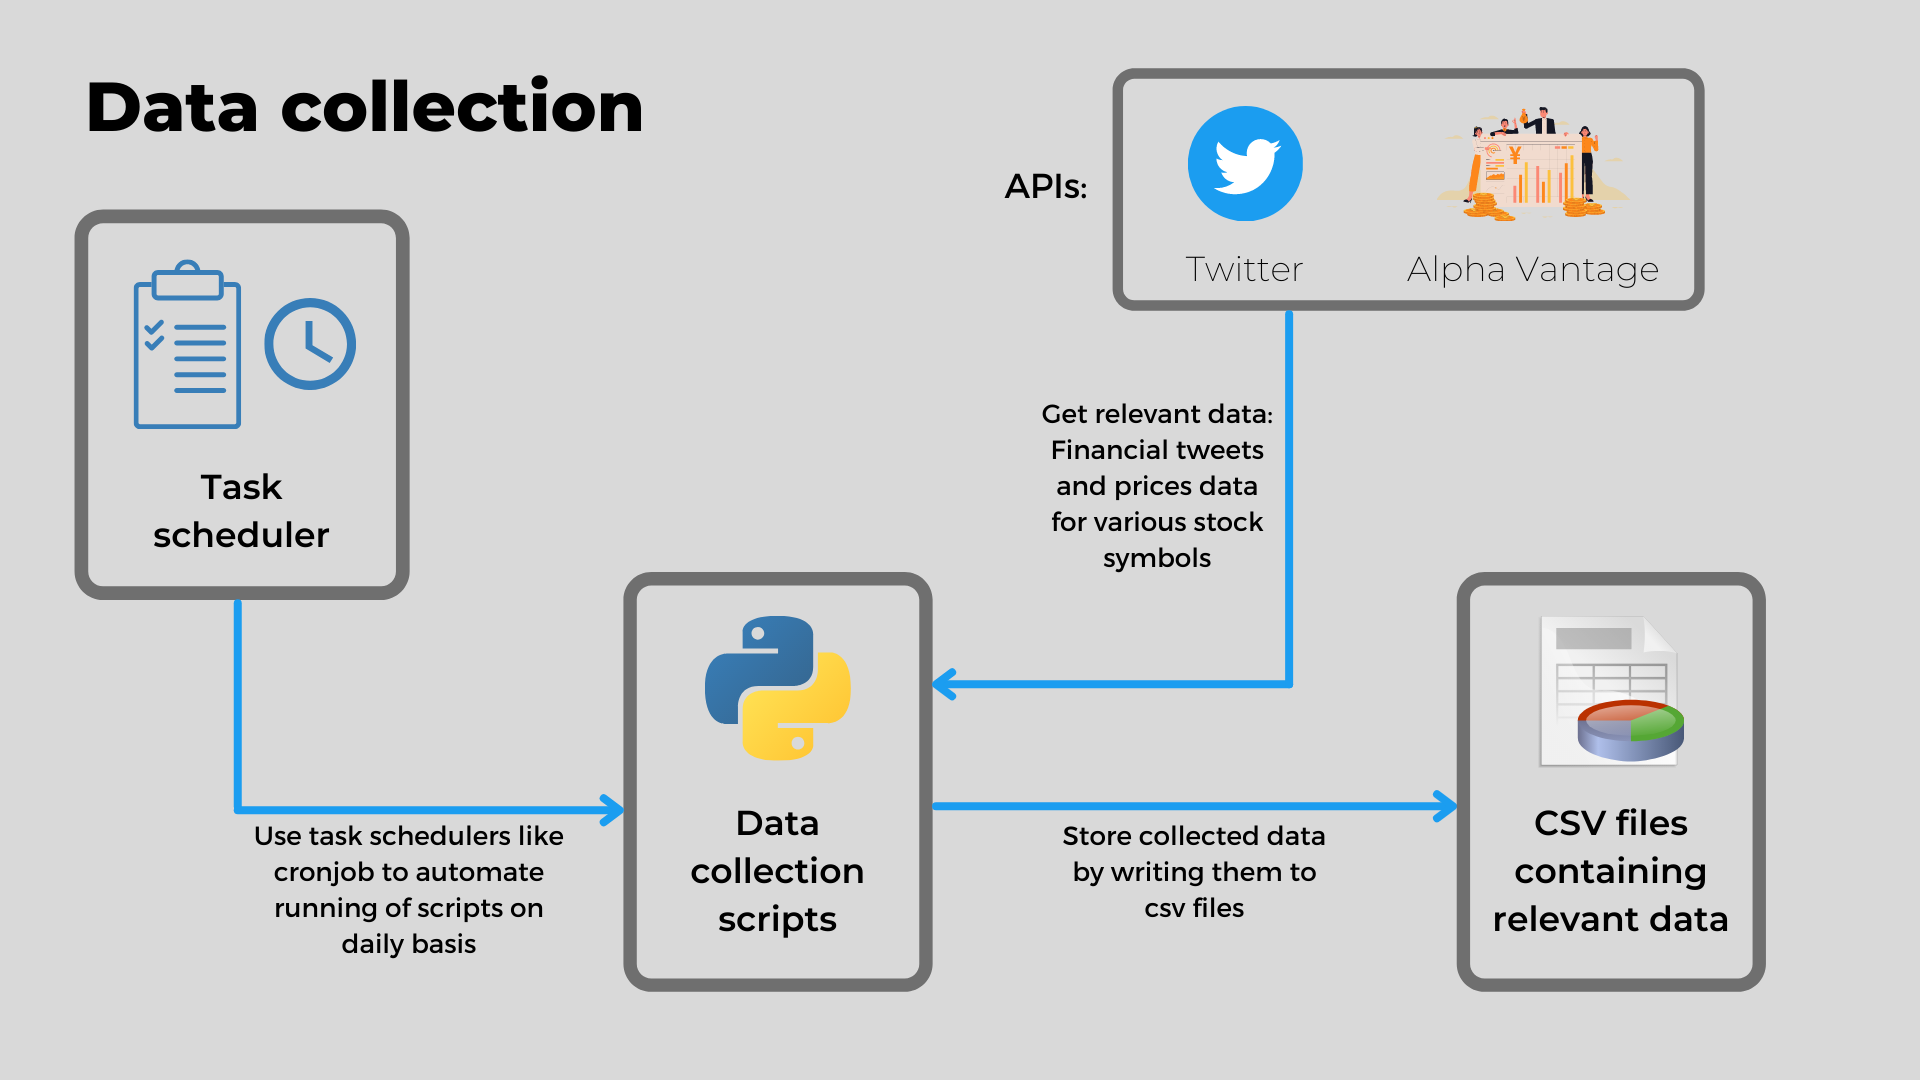 Data collection
APIs:
Twitter
Alpha Vantage
Task
scheduler
Get relevant data:
Financial tweets
and prices data
for various stock
symbols
Use task schedulers like
cronjob to automate
running of scripts on
daily basis
Data
collection
scripts
Store collected data
by writing them to
csv files
CSV files
containing
relevant data